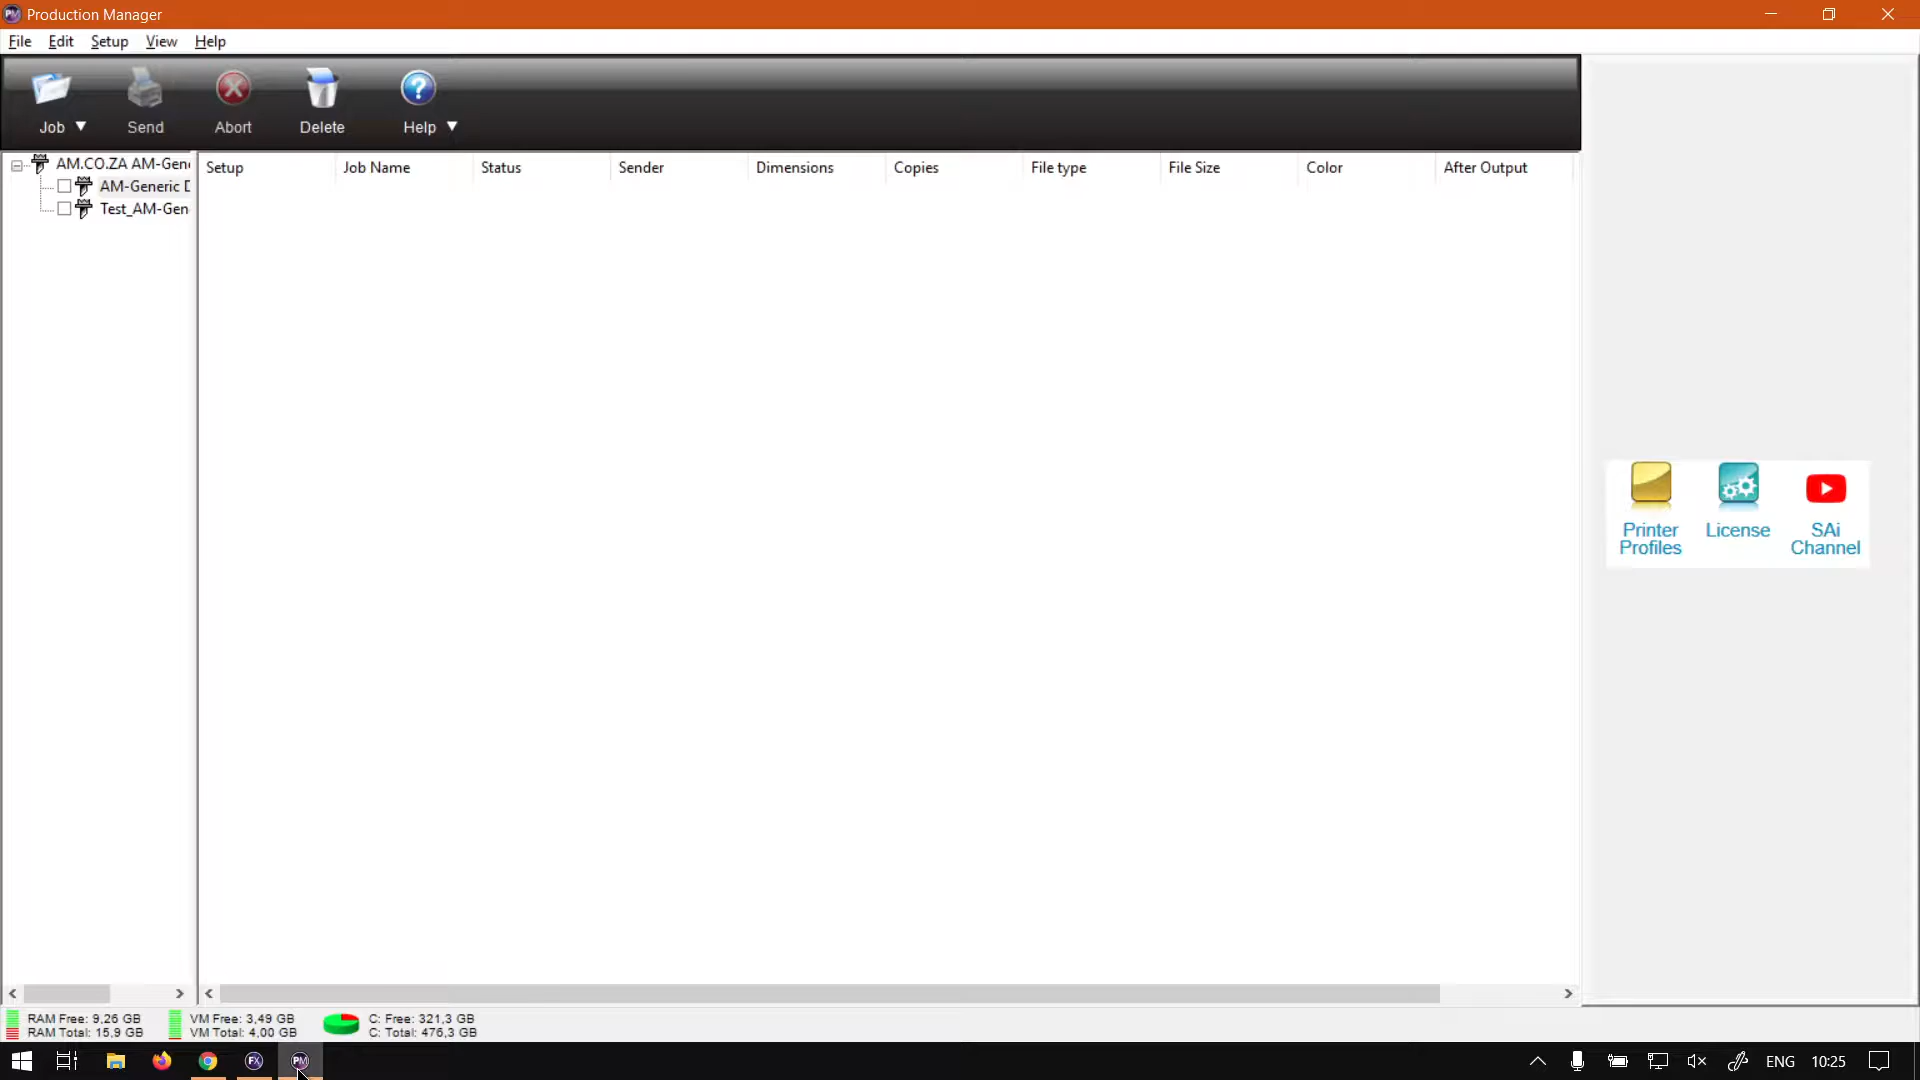 Production Manager
File Edit Setup View Help
Job Send Abort Delete Help
AM.CO.ZA AM-Gen
AM-Generic D
Test_AM-Gen
Setup Job Name Status Sender Dimensions Copies File type File Size Color After Output
Printer
Profiles
License
SAi
Channel
RAM Free: 9,26 GB VM Free: 3,49 GB C: Free: 321,3 GB
RAM Total: 15,9 GB VM Total: 4,00 GB C: Total: 476,3 GB
FX PM ENG 10:25